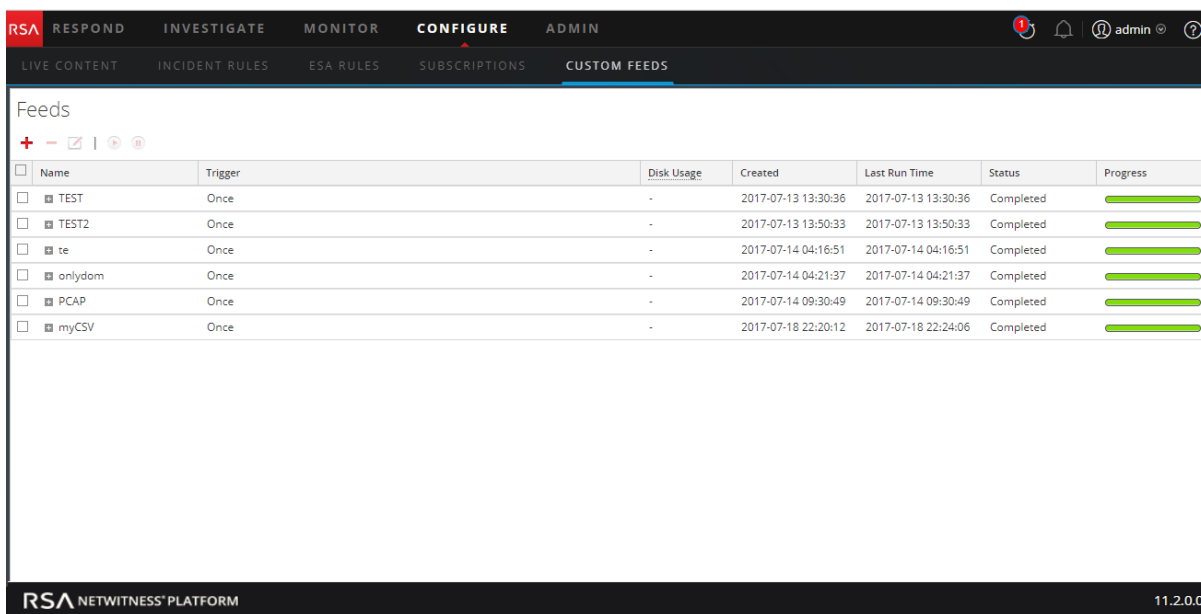 RSA RESPOND INVESTIGATE MONITOR CONFIGURE ADMIN 1 admin ?
LIVE CONTENT INCIDENT RULES ESA RULES SUBSCRIPTIONS CUSTOM FEEDS
Feeds
Name Trigger Disk Usage Created Last Run Time Status Progress
TEST Once - 2017-07-13 13:30:36 2017-07-13 13:30:36 Completed
TEST2 Once - 2017-07-13 13:50:33 2017-07-13 13:50:33 Completed
te Once - 2017-07-14 04:16:51 2017-07-14 04:16:51 Completed
onlydom Once - 2017-07-14 04:21:37 2017-07-14 04:21:37 Completed
PCAP Once - 2017-07-14 09:30:49 2017-07-14 09:30:49 Completed
myCSV Once - 2017-07-18 22:20:12 2017-07-18 22:24:06 Completed
RSA NETWITNESS® PLATFORM 11.2.0.0